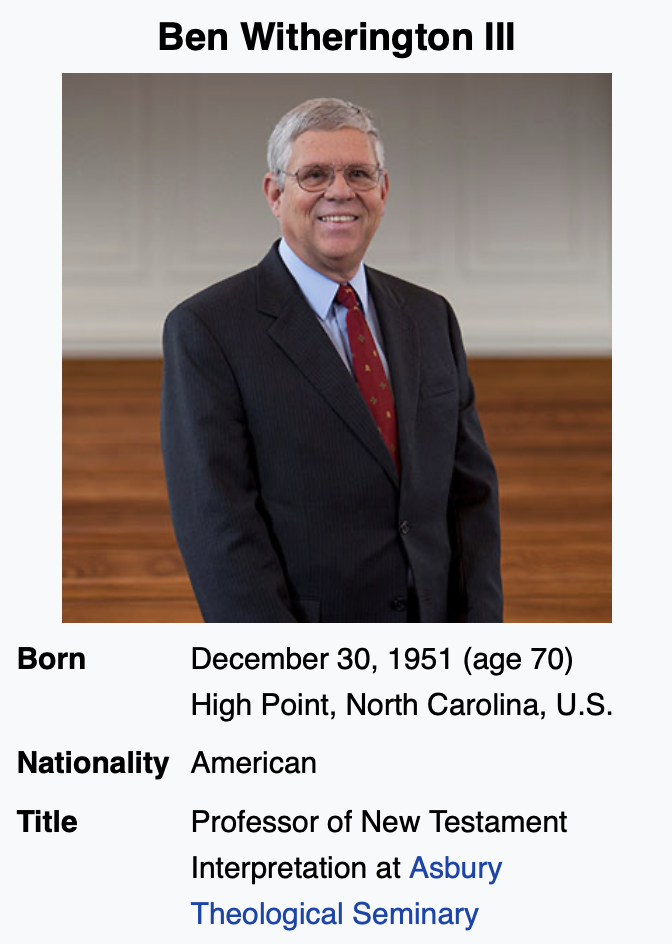 Ben Witherington III
Born December 30, 1951 (age 70)
High Point, North Carolina, U.S.
Nationality American
Title Professor of New Testament
Interpretation at Asbury
Theological Seminary